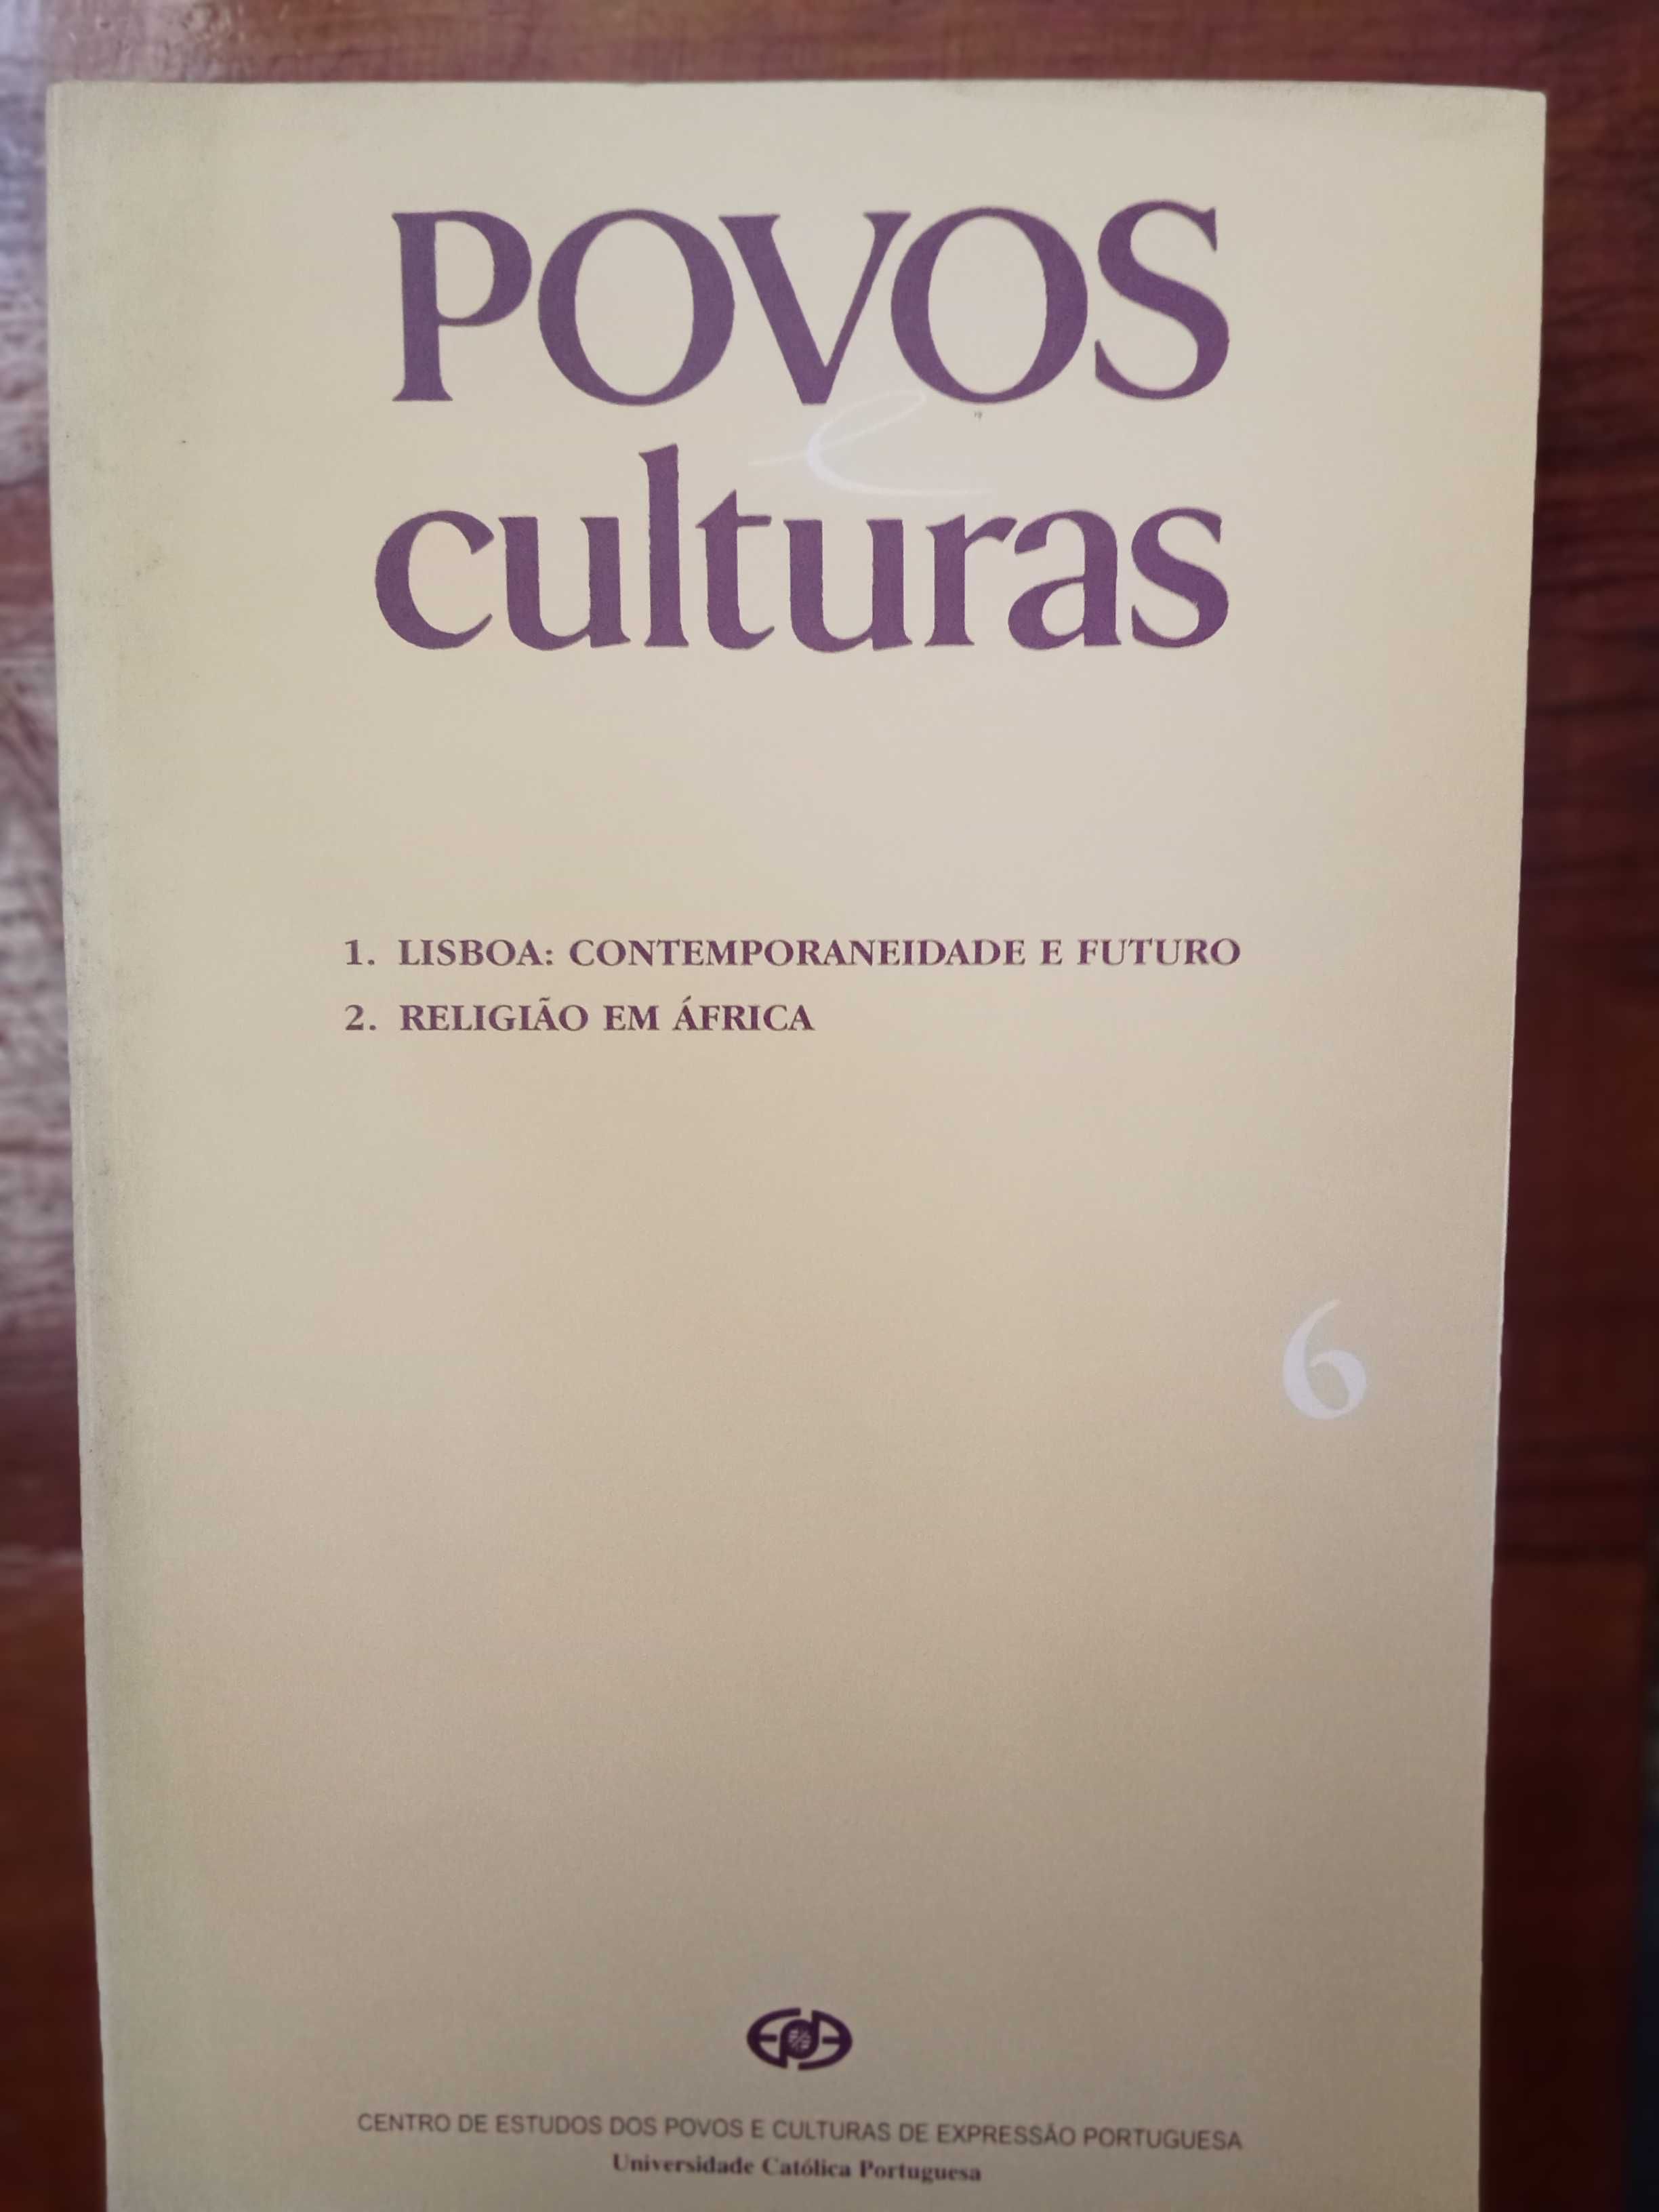 POVOS
e
culturas
1. LISBOA: CONTEMPORANEIDADE E FUTURO
2. RELIGIÃO EM ÁFRICA
6
CENTRO DE ESTUDOS DOS POVOS E CULTURAS DE EXPRESSÃO PORTUGUESA
Universidade Católica Portuguesa